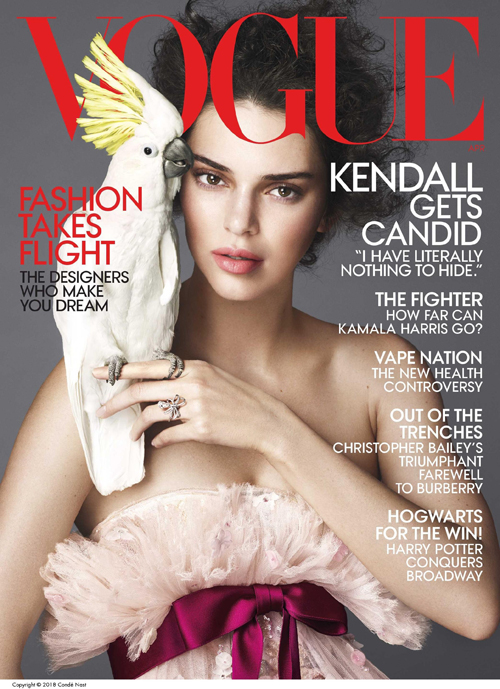 VOGUE
FASHION
TAKES
FLIGHT
THE DESIGNERS
WHO MAKE
YOU DREAM
KENDALL
GETS
CANDID
“I HAVE LITERALLY
NOTHING TO HIDE.”
THE FIGHTER
HOW FAR CAN
KAMALA HARRIS GO?
VAPE NATION
THE NEW HEALTH
CONTROVERSY
OUT OF THE
TRENCHES
CHRISTOPHER BAILEY’S
TRIUMPHANT
FAREWELL
TO BURBERRY
HOGWARTS
FOR THE WIN!
HARRY POTTER
CONQUERS
BROADWAY
Copyright © 2018 Condé Nast